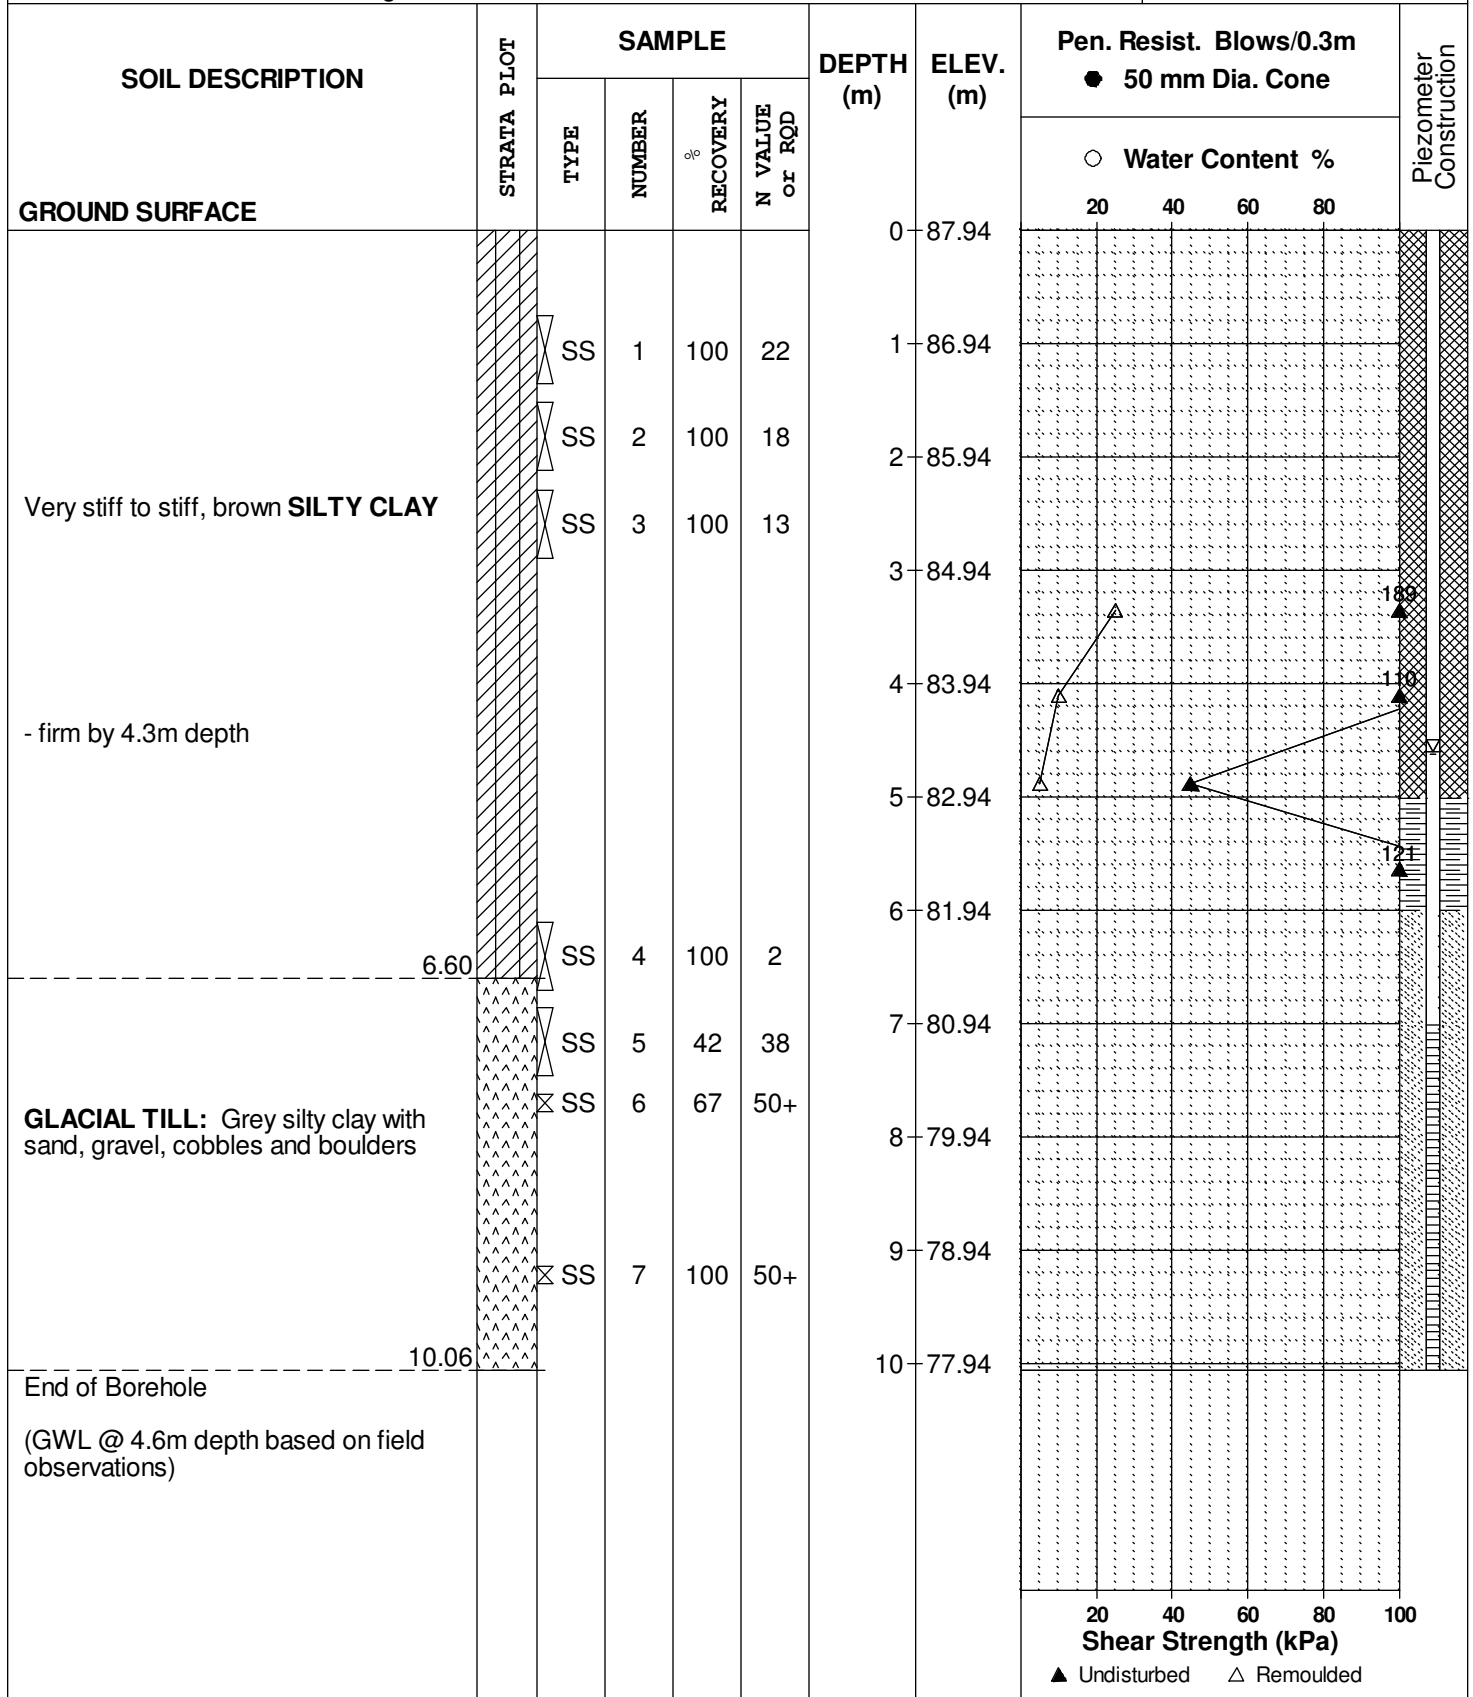 SOIL DESCRIPTION
GROUND SURFACE
STRATA PLOT
SAMPLE
TYPE
NUMBER
%
RECOVERY
N VALUE
or RQD
DEPTH
(m)
ELEV.
(m)
Pen. Resist. Blows/0.3m
● 50 mm Dia. Cone
○ Water Content %
20 40 60 80
Piezometer
Construction
0 87.94
SS 1 100 22
1 86.94
SS 2 100 18
2 85.94
Very stiff to stiff, brown SILTY CLAY
SS 3 100 13
3 84.94
189
4 83.94
110
- firm by 4.3m depth
5 82.94
121
6 81.94
6.60
SS 4 100 2
7 80.94
SS 5 42 38
SS 6 67 50+
GLACIAL TILL: Grey silty clay with
sand, gravel, cobbles and boulders
8 79.94
9 78.94
SS 7 100 50+
10.06
10 77.94
End of Borehole
(GWL @ 4.6m depth based on field
observations)
20 40 60 80 100
Shear Strength (kPa)
▲ Undisturbed △ Remoulded